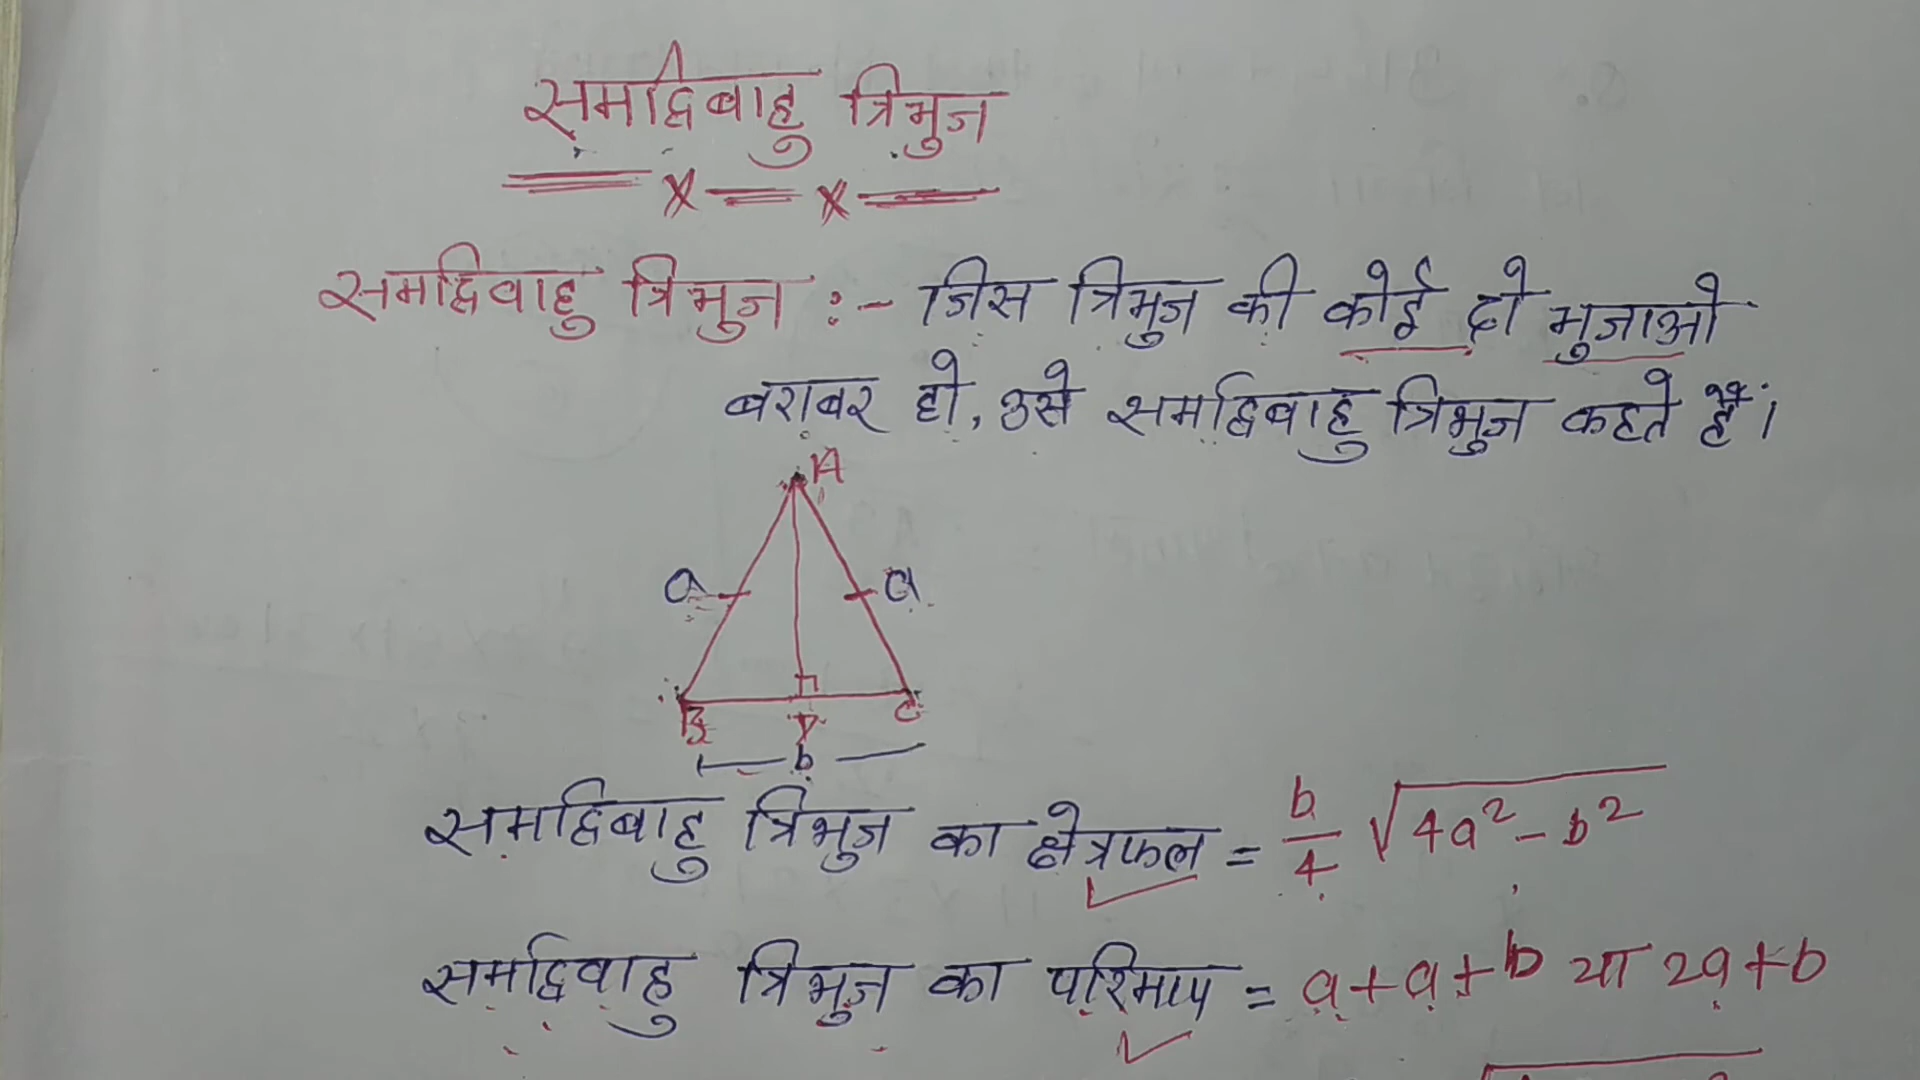 समद्विबाहु त्रिभुज
समद्विबाहु त्रिभुज :- जिस त्रिभुज की कोई दो भुजाओ
बराबर हो, उसे समद्विबाहु त्रिभुज कहते हैं।
A
a a
B D C
b
समद्विबाहु त्रिभुज का क्षेत्रफल = b/4 √4a² - b²
समद्विबाहु त्रिभुज का परिमाप = a + a + b या 2a + b